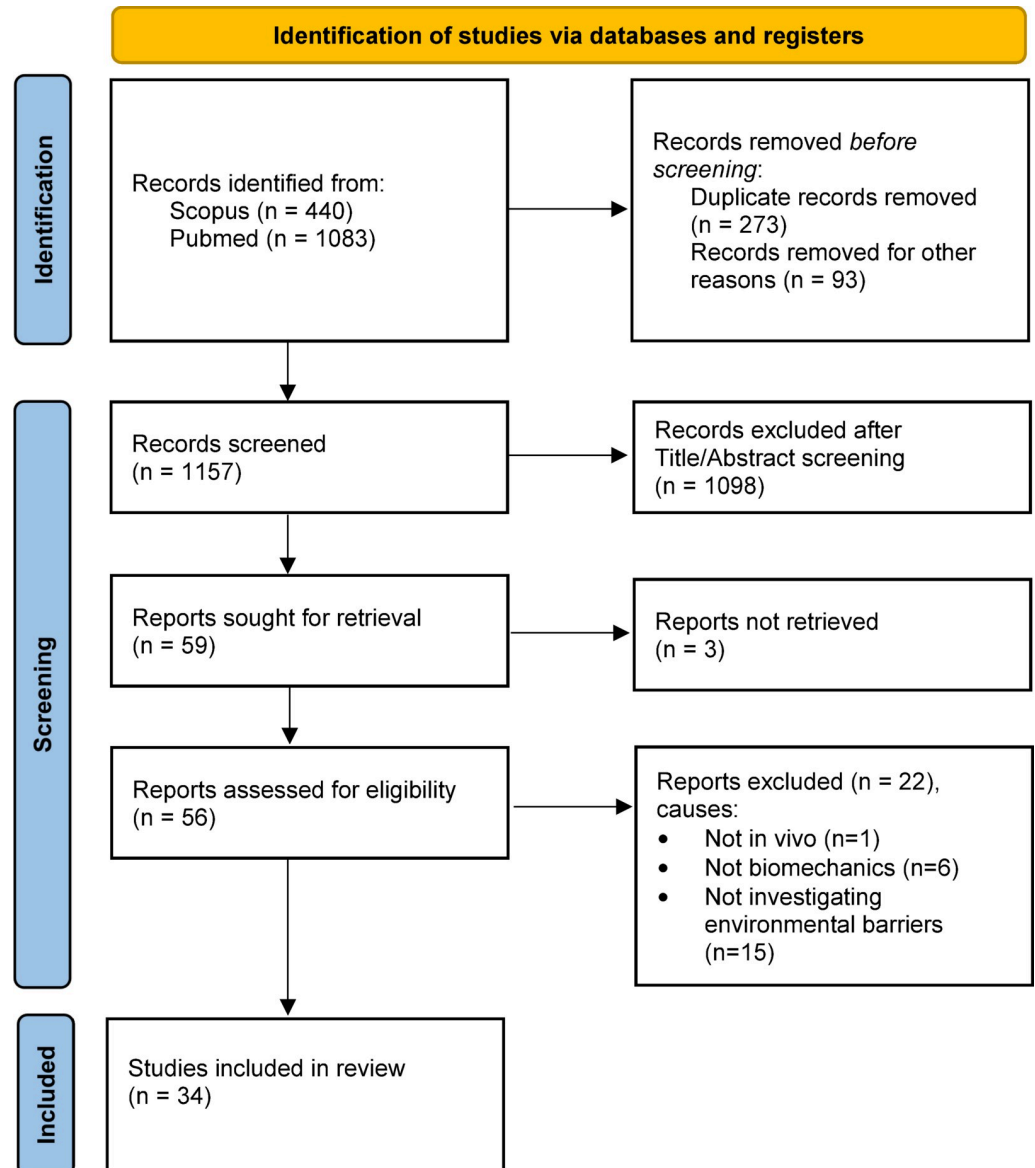 Identification of studies via databases and registers
Identification
Records identified from:
Scopus (n = 440)
Pubmed (n = 1083)
Records removed before
screening:
Duplicate records removed
(n = 273)
Records removed for other
reasons (n = 93)
Screening
Records screened
(n = 1157)
Records excluded after
Title/Abstract screening
(n = 1098)
Reports sought for retrieval
(n = 59)
Reports not retrieved
(n = 3)
Reports assessed for eligibility
(n = 56)
Reports excluded (n = 22),
causes:
• Not in vivo (n=1)
• Not biomechanics (n=6)
• Not investigating
environmental barriers
(n=15)
Included
Studies included in review
(n = 34)